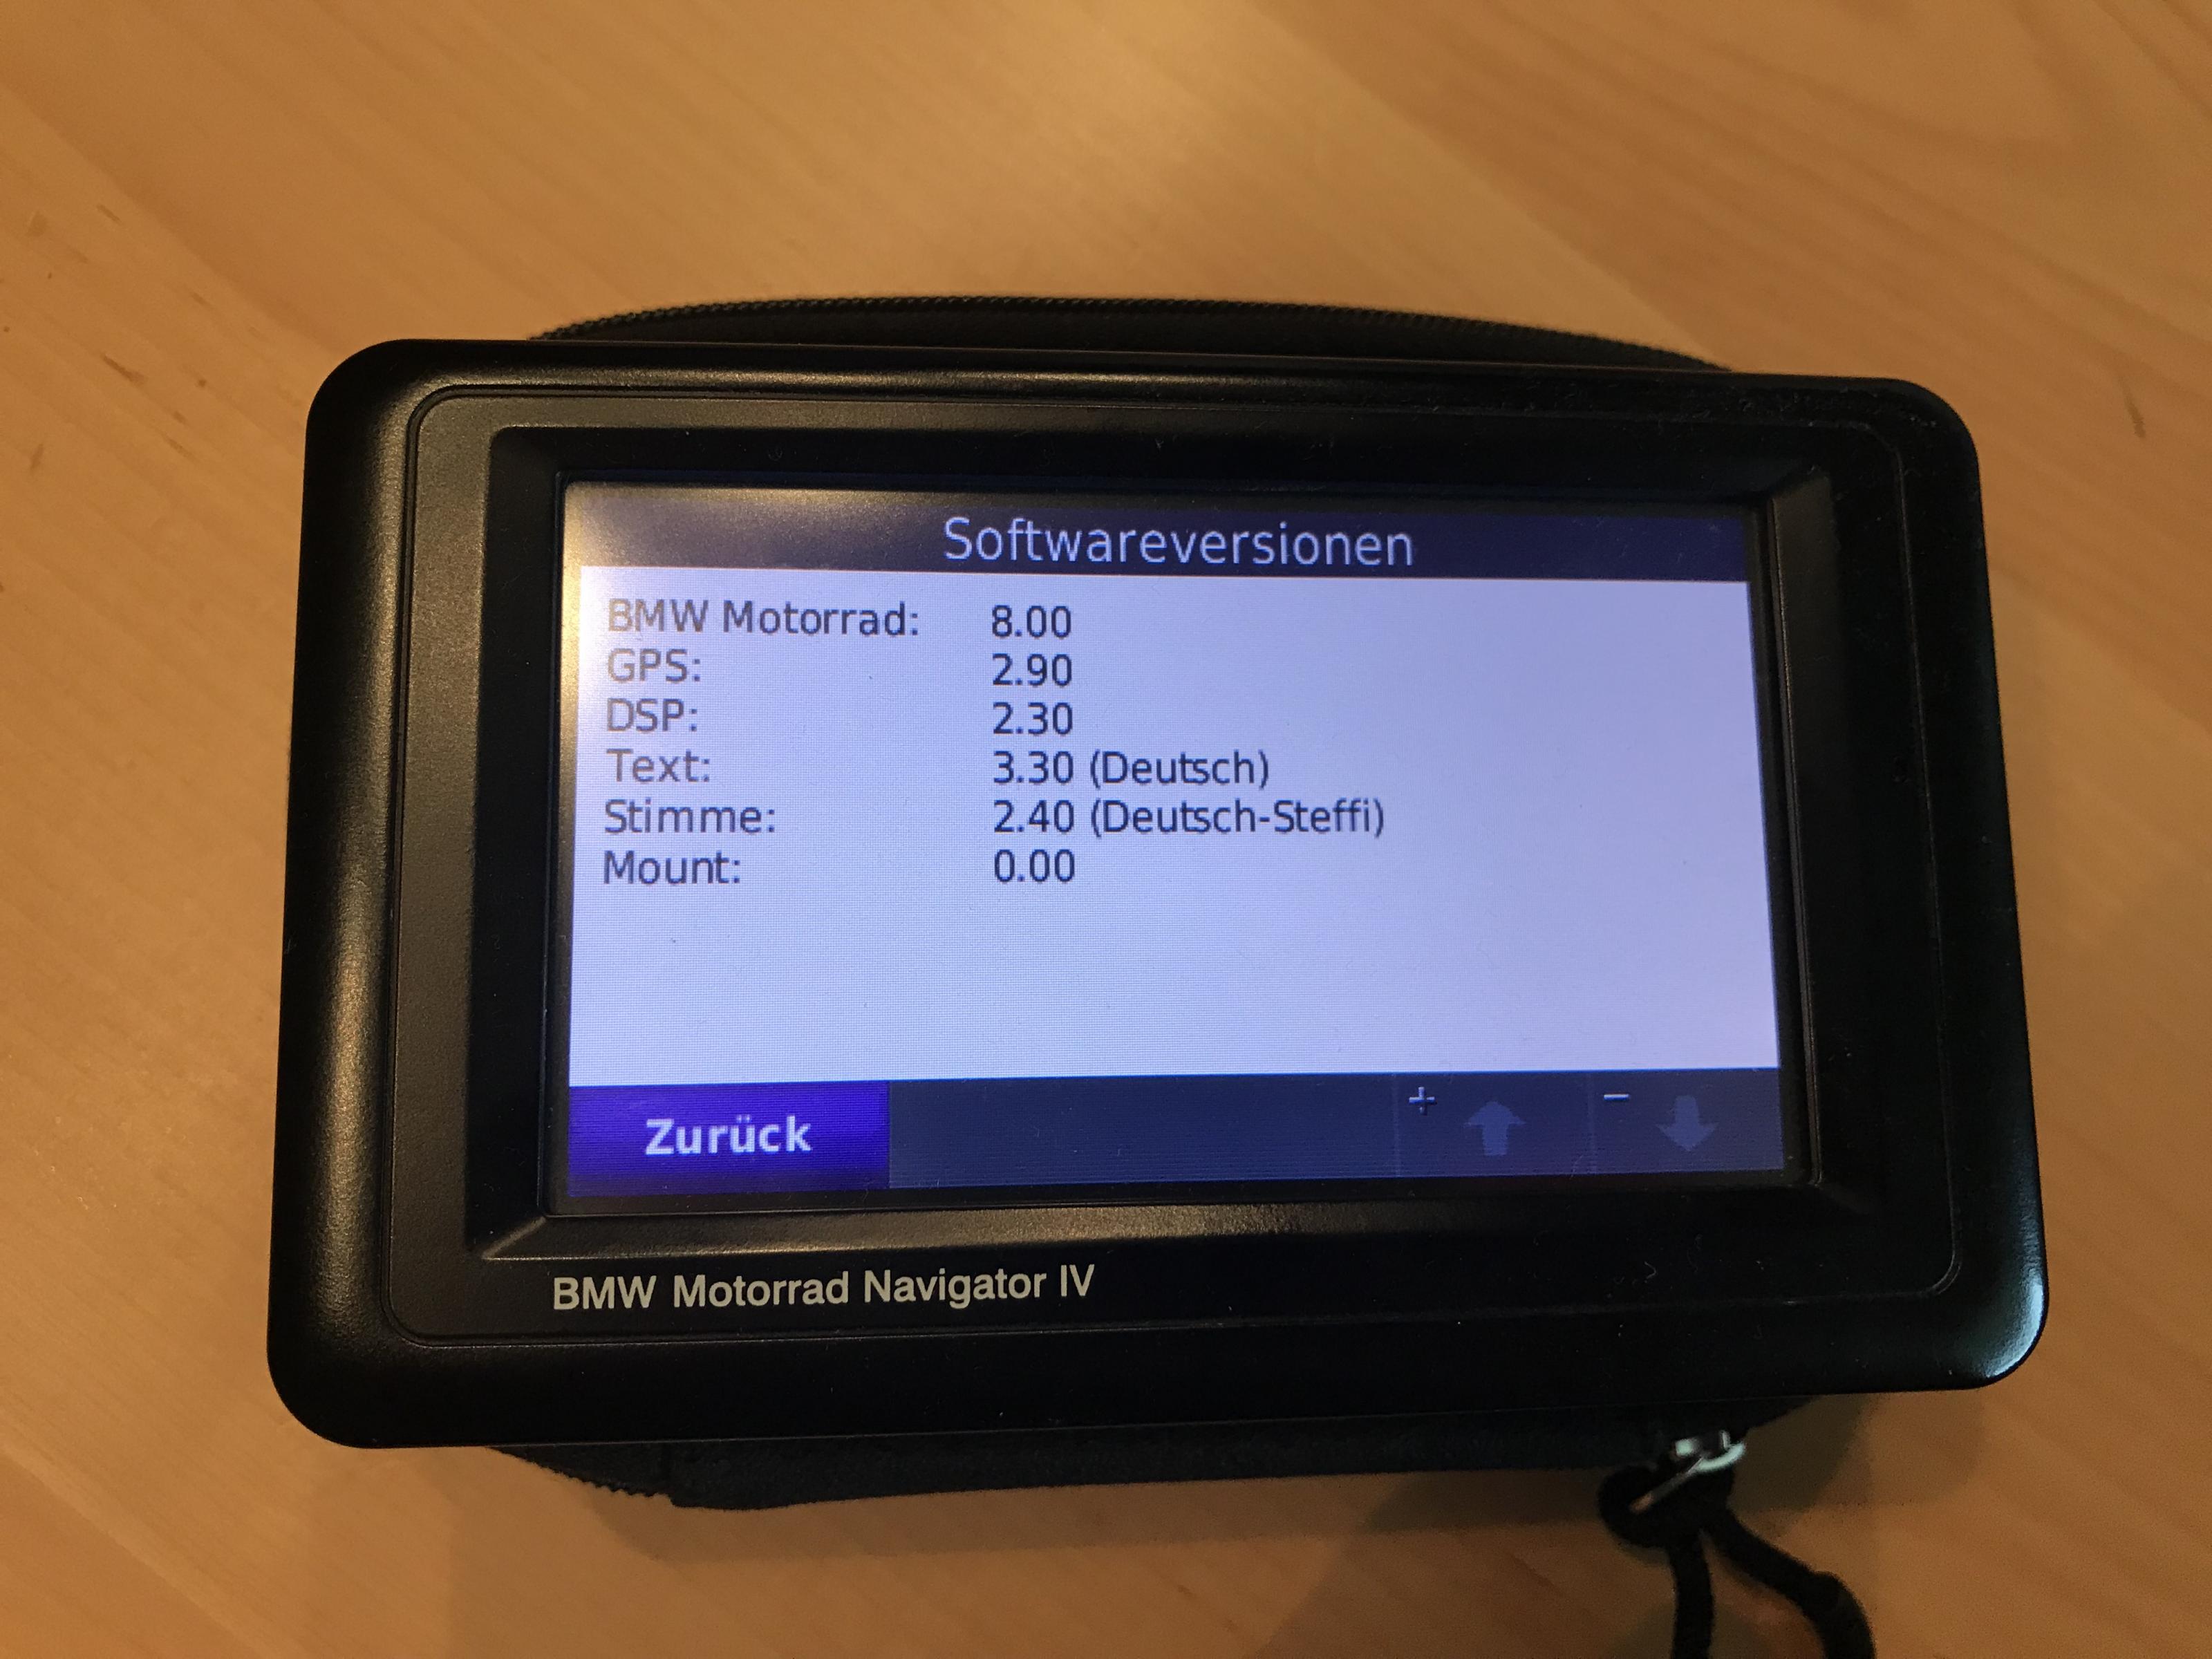 Softwareversionen
BMW Motorrad: 8.00
GPS: 2.90
DSP: 2.30
Text: 3.30 (Deutsch)
Stimme: 2.40 (Deutsch-Steffi)
Mount: 0.00
Zurück + -
BMW Motorrad Navigator IV